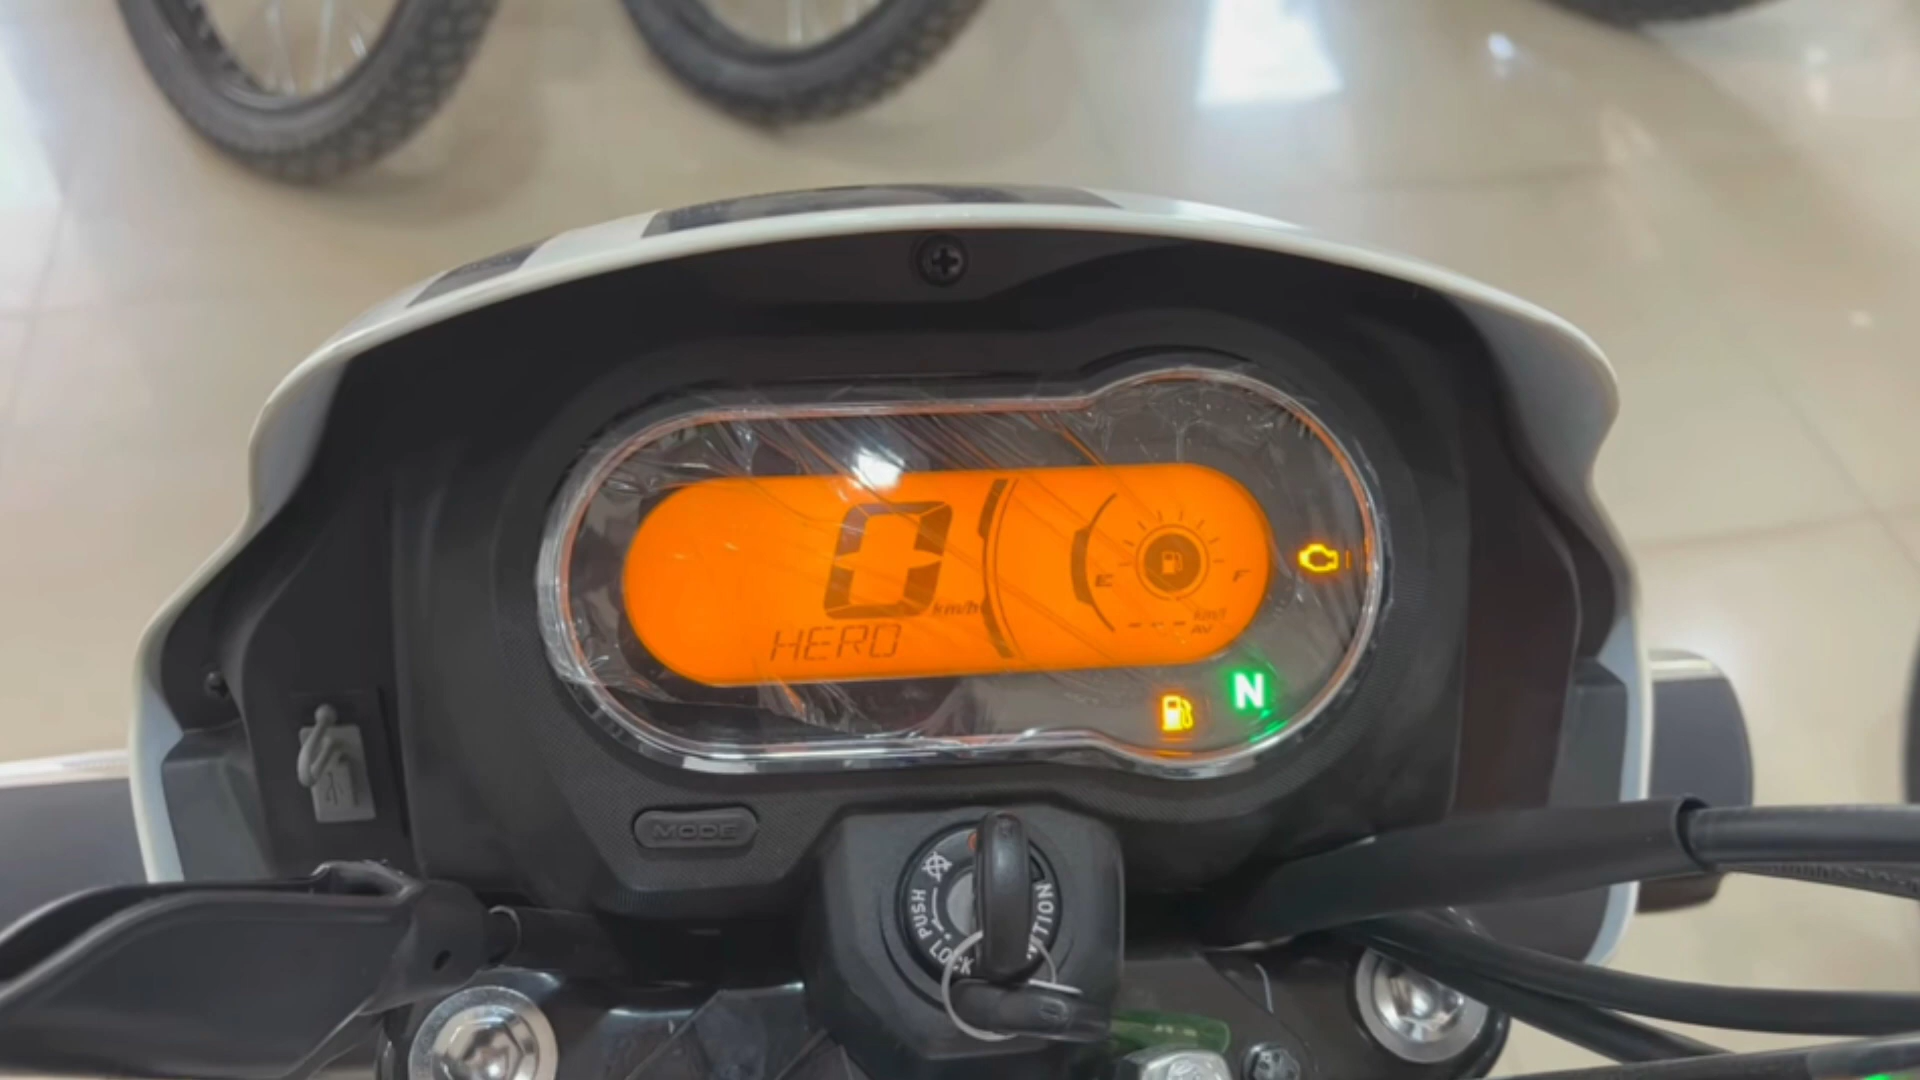 0 km/h
HERO
E F
--- km/l
AV
N
MODE
PUSH
LOCK